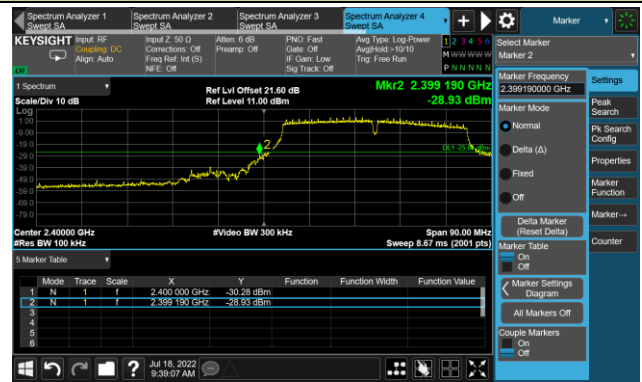 Spectrum Analyzer 1
Swept SA
Spectrum Analyzer 2
Swept SA
Spectrum Analyzer 3
Swept SA
Spectrum Analyzer 4
Swept SA
Marker
KEYSIGHT
Input: RF
Coupling: DC
Align: Auto
Input Z: 50 Ω
Corrections: Off
Freq Ref: Int (S)
NFE: Off
Atten: 6 dB
Preamp: Off
PNO: Fast
Gate: Off
IF Gain: Low
Sig Track: Off
Avg Type: Log-Power
Avg|Hold:>10/10
Trig: Free Run
1 2 3 4 5 6
M W W W W W
P N N N N N
Select Marker
Marker 2
1 Spectrum
Scale/Div 10 dB
Log
Ref Lvl Offset 21.60 dB
Ref Level 11.00 dBm
Mkr2 2.399 190 GHz
-28.93 dBm
1.00
-9.00
-19.0
-29.0
-39.0
-49.0
-59.0
-69.0
-79.0
2
Center 2.40000 GHz
#Res BW 100 kHz
#Video BW 300 kHz
Span 90.00 MHz
Sweep 8.67 ms (2001 pts)
5 Marker Table
Mode Trace Scale X Y Function Function Width Function Value
1 N 1 f 2.400 000 GHz -30.28 dBm
2 N 1 f 2.399 190 GHz -28.93 dBm
3
4
5
6
Marker Frequency
2.399190000 GHz
Marker Mode
Normal
Delta (Δ)
Fixed
Off
Delta Marker
(Reset Delta)
Marker Table
On
Off
Marker Settings
Diagram
All Markers Off
Couple Markers
On
Off
Settings
Peak
Search
Pk Search
Config
Properties
Marker
Function
Marker→
Counter
Jul 18, 2022
9:39:07 AM